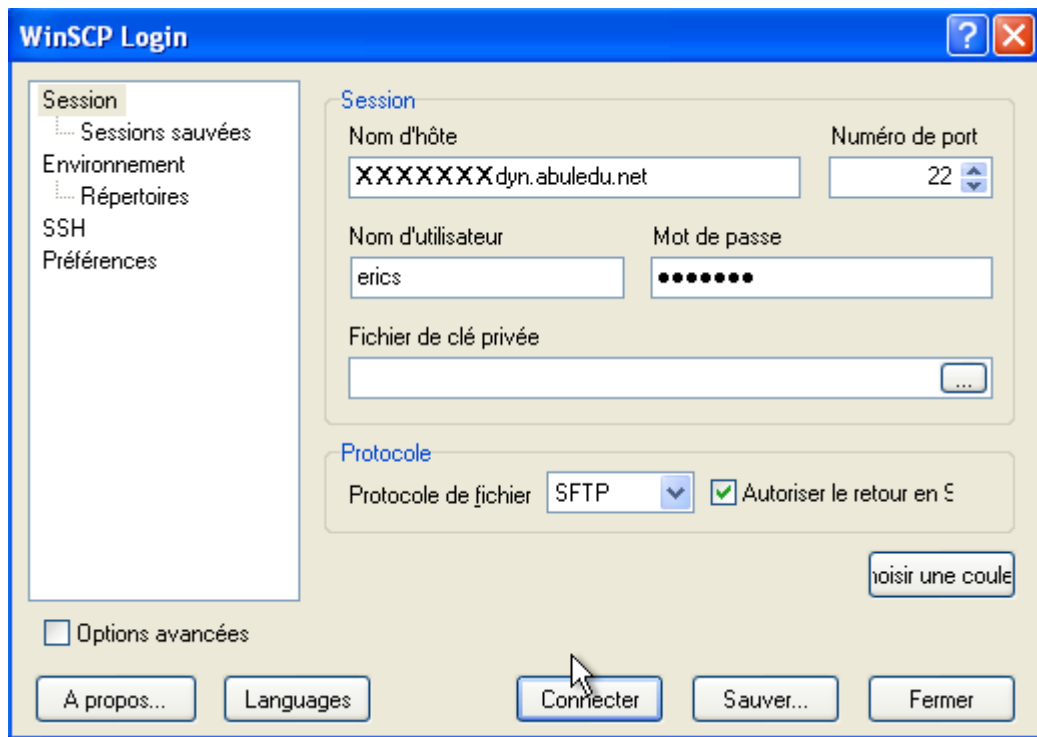 WinSCP Login
Session
Sessions sauvées
Environnement
Répertoires
SSH
Préférences
Session
Nom d'hôte
Numéro de port
XXXXXXXdyn.abuledu.net
22
Nom d'utilisateur
Mot de passe
erics
●●●●●●●
Fichier de clé privée
...
Protocole
Protocole de fichier
SFTP
Autoriser le retour en S
hoisir une coule
Options avancées
A propos...
Languages
Connecter
Sauver...
Fermer